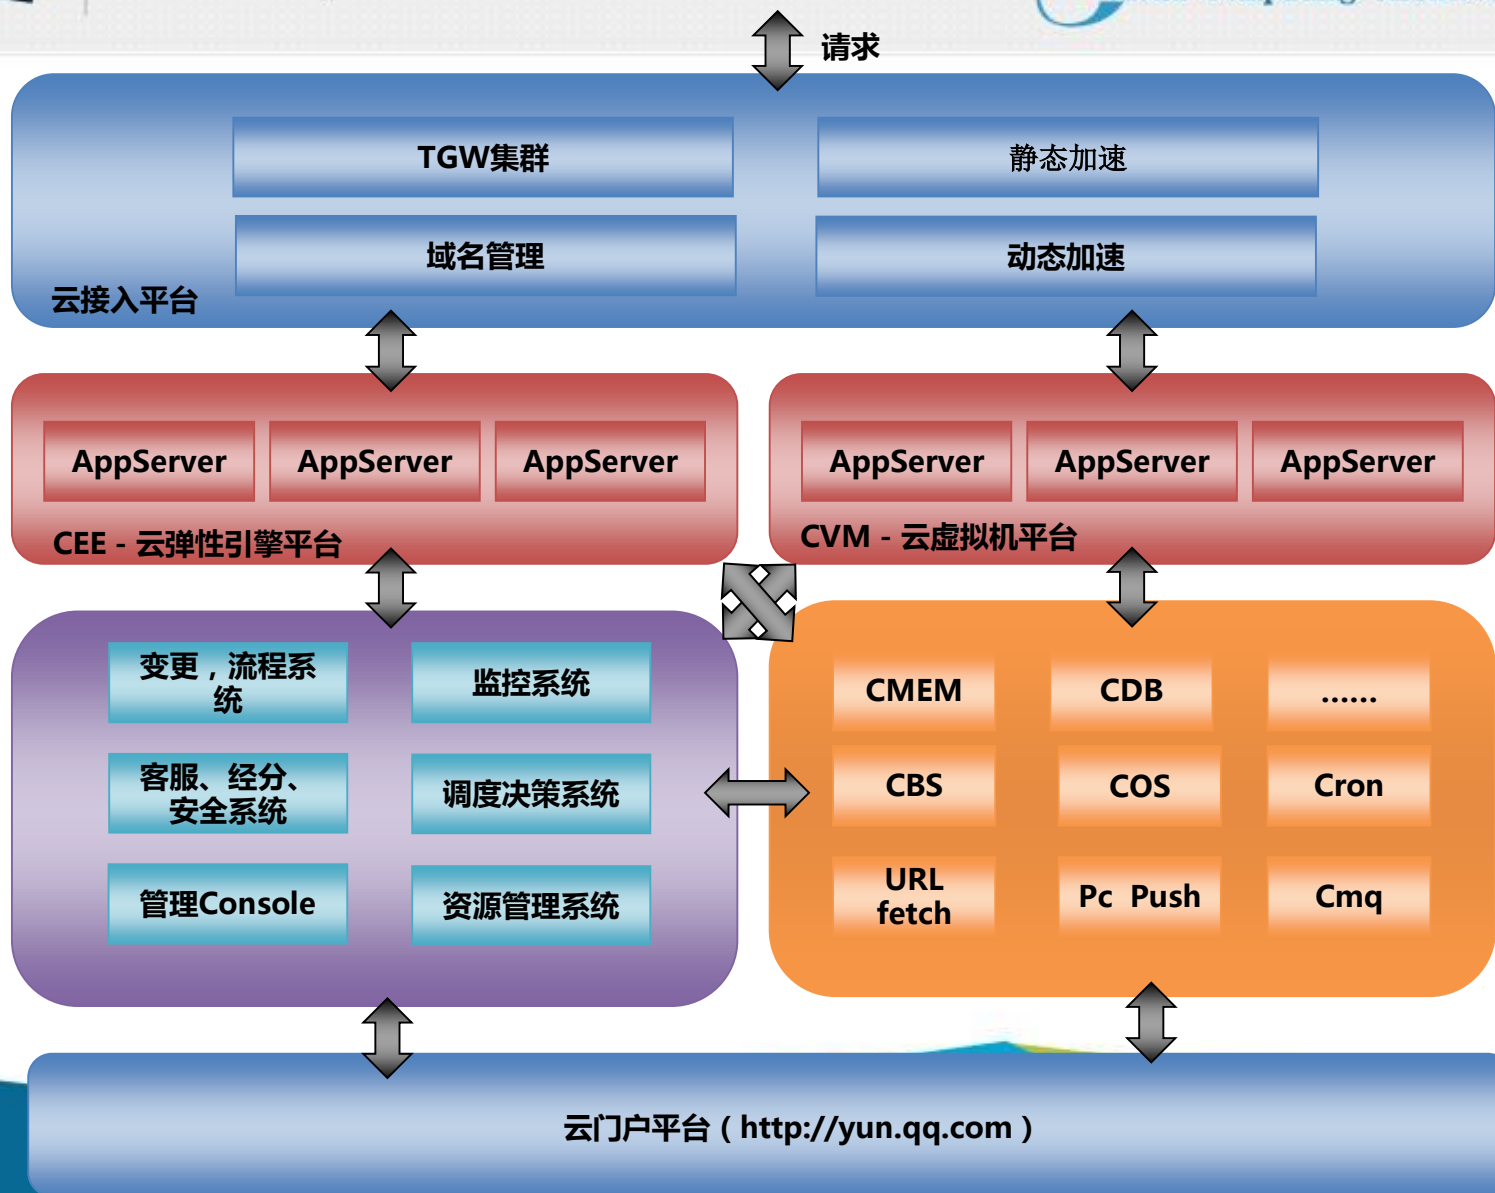 请求
TGW集群
静态加速
域名管理
动态加速
云接入平台
AppServer
AppServer
AppServer
CEE - 云弹性引擎平台
AppServer
AppServer
AppServer
CVM - 云虚拟机平台
变更，流程系
统
监控系统
客服、经分、
安全系统
调度决策系统
管理Console
资源管理系统
CMEM
CDB
......
CBS
COS
Cron
URL
fetch
Pc Push
Cmq
云门户平台（http://yun.qq.com）